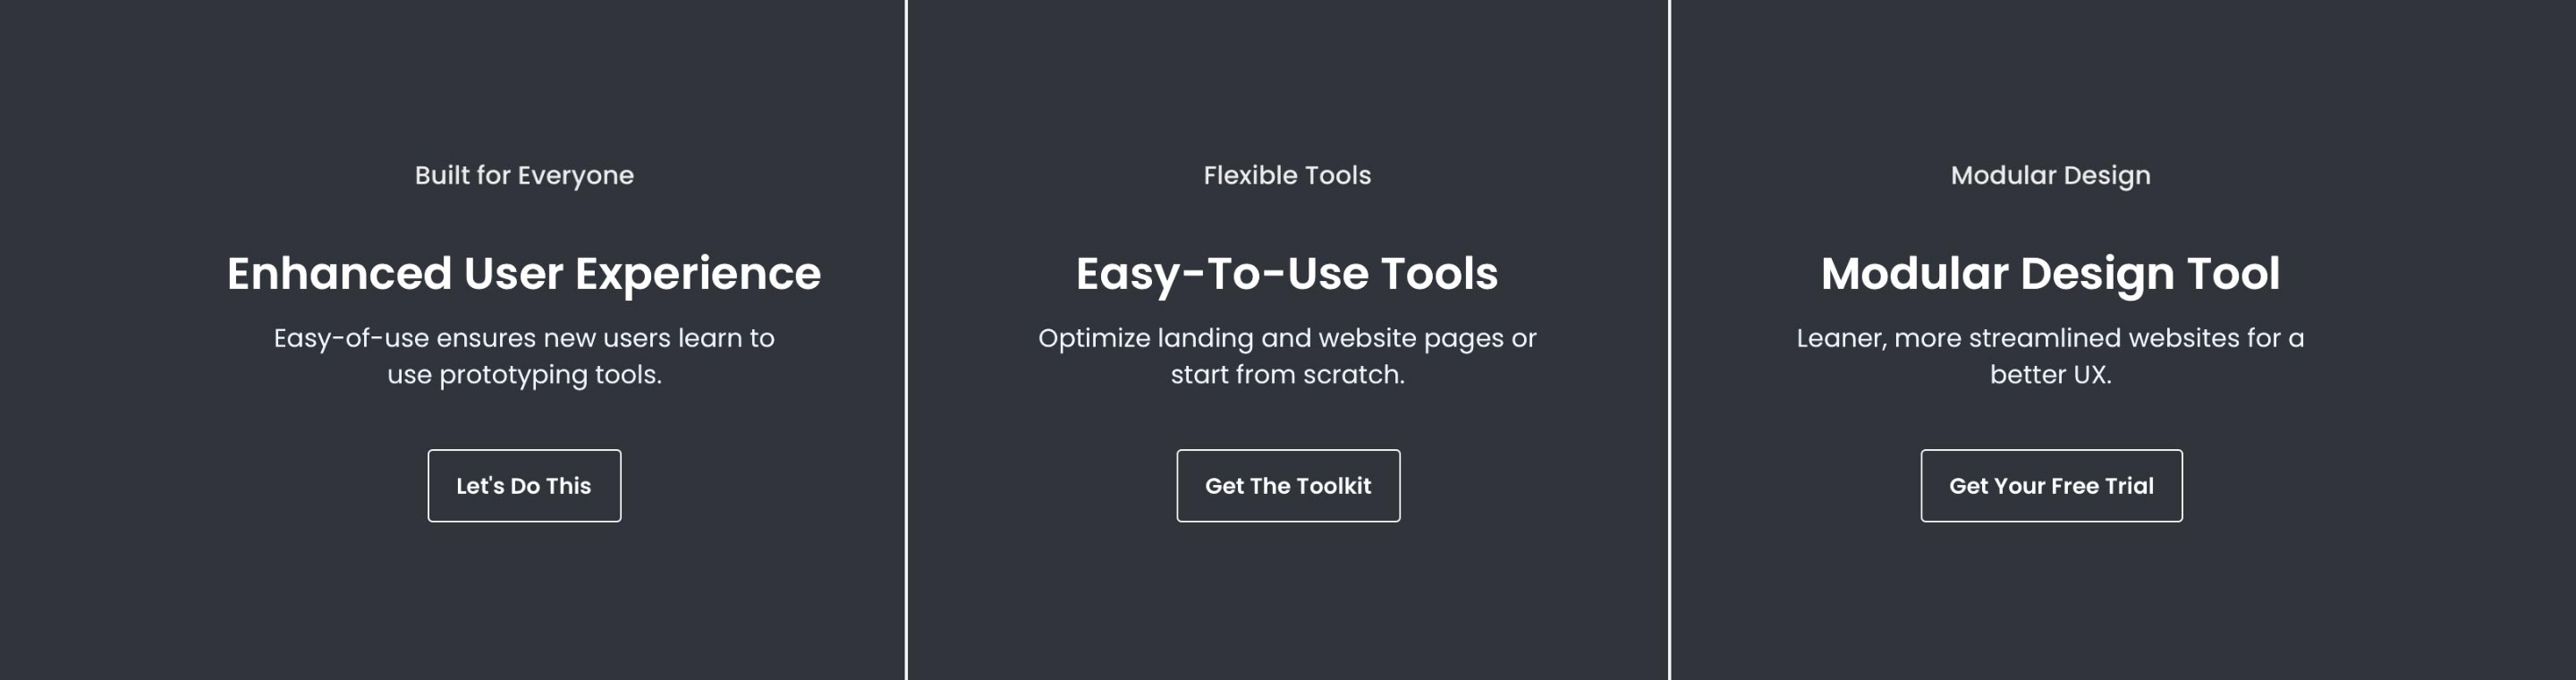 Built for Everyone
Enhanced User Experience
Easy-of-use ensures new users learn to
use prototyping tools.
Let's Do This
Flexible Tools
Easy-To-Use Tools
Optimize landing and website pages or
start from scratch.
Get The Toolkit
Modular Design
Modular Design Tool
Leaner, more streamlined websites for a
better UX.
Get Your Free Trial